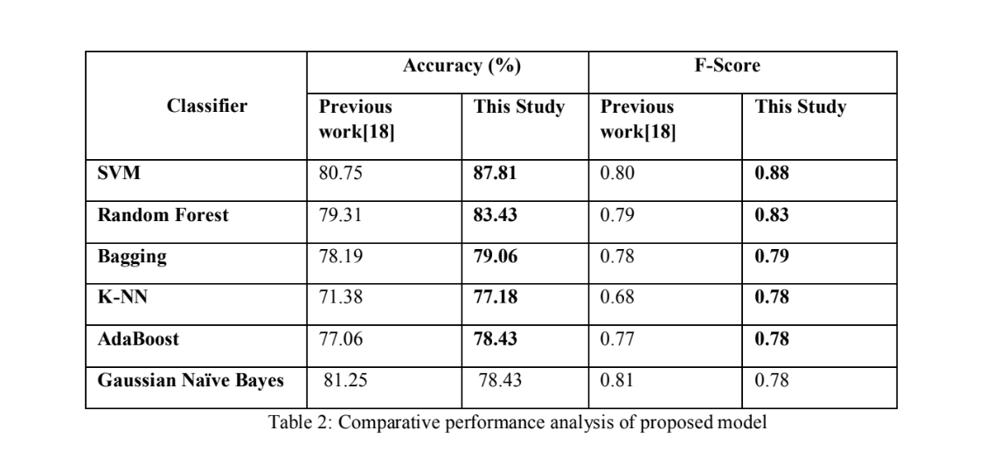 Classifier Accuracy (%) F-Score
Previous work[18] This Study Previous work[18] This Study
SVM 80.75 87.81 0.80 0.88
Random Forest 79.31 83.43 0.79 0.83
Bagging 78.19 79.06 0.78 0.79
K-NN 71.38 77.18 0.68 0.78
AdaBoost 77.06 78.43 0.77 0.78
Gaussian Naïve Bayes 81.25 78.43 0.81 0.78
Table 2: Comparative performance analysis of proposed model